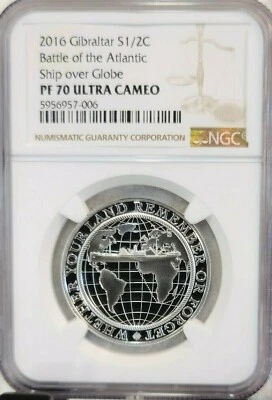 2016 Gibraltar S1/2C
Battle of the Atlantic
Ship over Globe
PF 70 ULTRA CAMEO
5956957-006
NUMISMATIC GUARANTY CORPORATION
NGC
WHETHER YOUR LAND REMEMBER OR FORGET